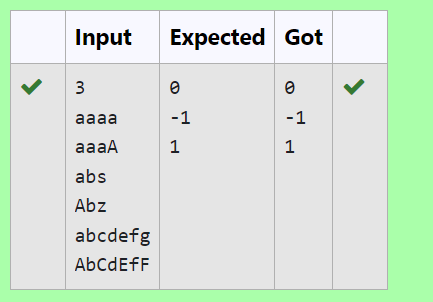 Input Expected Got
3 0 0
aaaa -1 -1
aaaA 1 1
abs
Abz
abcdefg
AbCdEfF